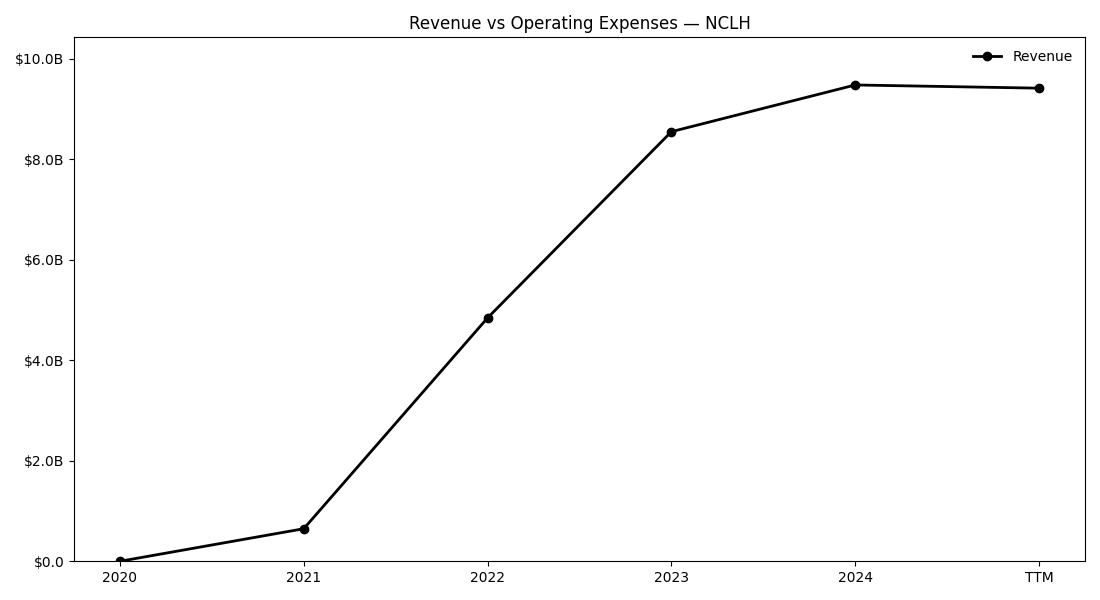 Revenue vs Operating Expenses — NCLH
$10.0B
Revenue
$8.0B
$6.0B
$4.0B
$2.0B
$0.0
2020 2021 2022 2023 2024 TTM